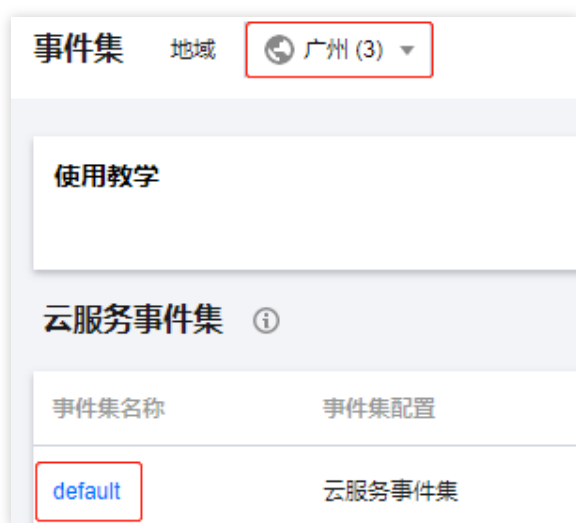 事件集 地域 广州 (3)
使用教学
云服务事件集
事件集名称 事件集配置
default 云服务事件集